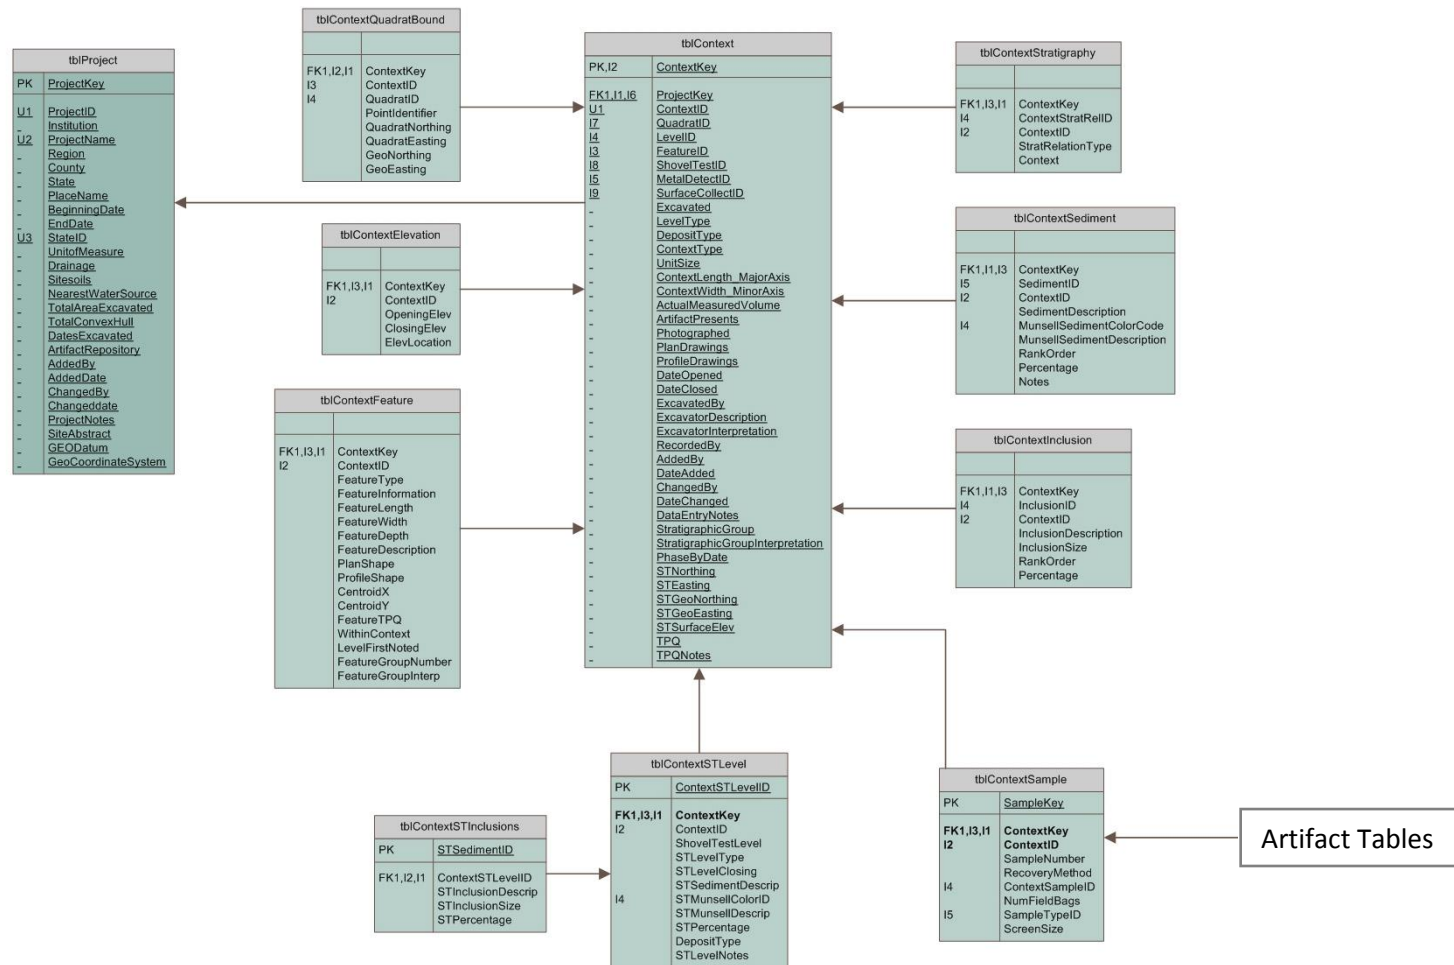 tblProject
PK ProjectKey
U1 ProjectID
_ Institution
U2 ProjectName
_ Region
_ County
_ State
_ PlaceName
_ BeginningDate
_ EndDate
U3 StateID
_ UnitofMeasure
_ Drainage
_ Sitesoils
_ NearestWaterSource
_ TotalAreaExcavated
_ TotalConvexHull
_ DatesExcavated
_ ArtifactRepository
_ AddedBy
_ AddedDate
_ ChangedBy
_ Changeddate
_ ProjectNotes
_ SiteAbstract
_ GEODatum
_ GeoCoordinateSystem
tblContextQuadratBound
FK1,I2,I1 ContextKey
I3 ContextID
I4 QuadratID
PointIdentifier
QuadratNorthing
QuadratEasting
GeoNorthing
GeoEasting
tblContextElevation
FK1,I3,I1 ContextKey
I2 ContextID
OpeningElev
ClosingElev
ElevLocation
tblContextFeature
FK1,I3,I1 ContextKey
I2 ContextID
FeatureType
FeatureInformation
FeatureLength
FeatureWidth
FeatureDepth
FeatureDescription
PlanShape
ProfileShape
CentroidX
CentroidY
FeatureTPQ
WithinContext
LevelFirstNoted
FeatureGroupNumber
FeatureGroupInterp
tblContext
PK,I2 ContextKey
FK1,I1,I6 ProjectKey
U1 ContextID
I7 QuadratID
I4 LevelID
I3 FeatureID
I8 ShovelTestID
I5 MetalDetectID
I9 SurfaceCollectID
_ Excavated
_ LevelType
_ DepositType
_ ContextType
_ UnitSize
_ ContextLength_MajorAxis
_ ContextWidth_MinorAxis
_ ActualMeasuredVolume
_ ArtifactPresents
_ Photographed
_ PlanDrawings
_ ProfileDrawings
_ DateOpened
_ DateClosed
_ ExcavatedBy
_ ExcavatorDescription
_ ExcavatorInterpretation
_ RecordedBy
_ AddedBy
_ DateAdded
_ ChangedBy
_ DateChanged
_ DataEntryNotes
_ StratigraphicGroup
_ StratigraphicGroupInterpretation
_ PhaseByDate
_ STNorthing
_ STEasting
_ STGeoNorthing
_ STGeoEasting
_ STSurfaceElev
_ TPQ
_ TPQNotes
tblContextStratigraphy
FK1,I3,I1 ContextKey
I4 ContextStratRelID
I2 ContextID
StratRelationType
Context
tblContextSediment
FK1,I1,I3 ContextKey
I5 SedimentID
I2 ContextID
SedimentDescription
I4 MunsellSedimentColorCode
MunsellSedimentDescription
RankOrder
Percentage
Notes
tblContextInclusion
FK1,I1,I3 ContextKey
I4 InclusionID
I2 ContextID
InclusionDescription
InclusionSize
RankOrder
Percentage
tblContextSTInclusions
PK STSedimentID
FK1,I2,I1 ContextSTLevelID
STInclusionDescrip
STInclusionSize
STPercentage
tblContextSTLevel
PK ContextSTLevelID
FK1,I3,I1 ContextKey
I2 ContextID
ShovelTestLevel
STLevelType
STLevelClosing
STSedimentDescrip
I4 STMunsellColorID
STMunsellDescrip
STPercentage
DepositType
STLevelNotes
tblContextSample
PK SampleKey
FK1,I3,I1 ContextKey
I2 ContextID
SampleNumber
RecoveryMethod
I4 ContextSampleID
NumFieldBags
I5 SampleTypeID
ScreenSize
Artifact Tables